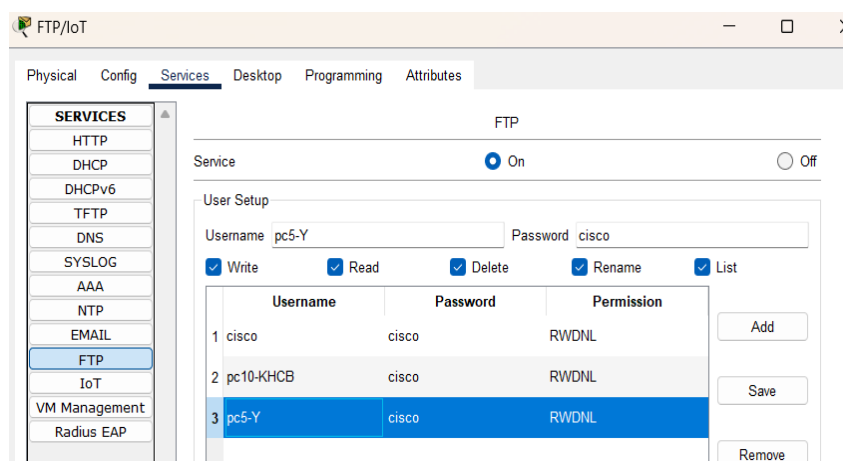 FTP/IoT
Physical Config Services Desktop Programming Attributes
SERVICES
HTTP
DHCP
DHCPv6
TFTP
DNS
SYSLOG
AAA
NTP
EMAIL
FTP
IoT
VM Management
Radius EAP
FTP
Service On Off
User Setup
Username pc5-Y Password cisco
Write Read Delete Rename List
Username Password Permission
1 cisco cisco RWDNL
2 pc10-KHCB cisco RWDNL
3 pc5-Y cisco RWDNL
Add
Save
Remove